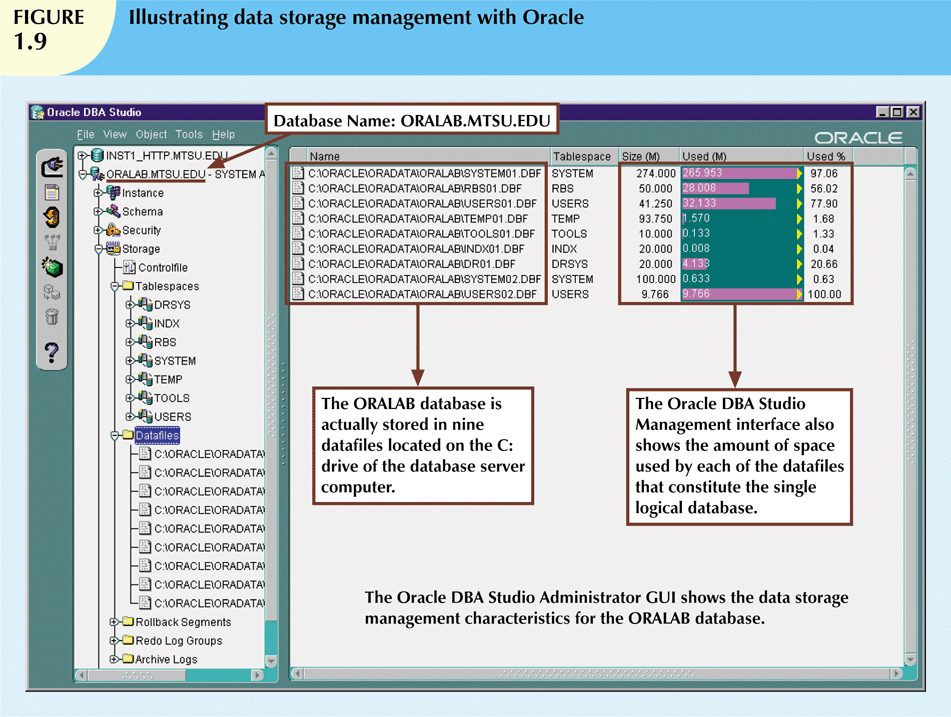 FIGURE
1.9
Illustrating data storage management with Oracle
Oracle DBA Studio
Database Name: ORALAB.MTSU.EDU
File View Object Tools Help
ORACLE
INST1_HTTP.MTSU.EDU
ORALAB.MTSU.EDU - SYSTEM A
Instance
Schema
Security
Storage
Controlfile
Tablespaces
DRSYS
INDX
RBS
SYSTEM
TEMP
TOOLS
USERS
Datafiles
C:\ORACLE\ORADATA\
C:\ORACLE\ORADATA\
C:\ORACLE\ORADATA\
C:\ORACLE\ORADATA\
C:\ORACLE\ORADATA\
C:\ORACLE\ORADATA\
C:\ORACLE\ORADATA\
C:\ORACLE\ORADATA\
C:\ORACLE\ORADATA\
Rollback Segments
Redo Log Groups
Archive Logs
Name Tablespace Size (M) Used (M) Used %
C:\ORACLE\ORADATA\ORALAB\SYSTEM01.DBF SYSTEM 274.000 265.953 97.06
C:\ORACLE\ORADATA\ORALAB\RBS01.DBF RBS 50.000 28.008 56.02
C:\ORACLE\ORADATA\ORALAB\USERS01.DBF USERS 41.250 32.133 77.90
C:\ORACLE\ORADATA\ORALAB\TEMP01.DBF TEMP 93.750 1.570 1.68
C:\ORACLE\ORADATA\ORALAB\TOOLS01.DBF TOOLS 10.000 0.133 1.33
C:\ORACLE\ORADATA\ORALAB\INDX01.DBF INDX 20.000 0.008 0.04
C:\ORACLE\ORADATA\ORALAB\DR01.DBF DRSYS 20.000 4.133 20.66
C:\ORACLE\ORADATA\ORALAB\SYSTEM02.DBF SYSTEM 100.000 0.633 0.63
C:\ORACLE\ORADATA\ORALAB\USERS02.DBF USERS 9.766 9.766 100.00
The ORALAB database is
actually stored in nine
datafiles located on the C:
drive of the database server
computer.
The Oracle DBA Studio
Management interface also
shows the amount of space
used by each of the datafiles
that constitute the single
logical database.
The Oracle DBA Studio Administrator GUI shows the data storage
management characteristics for the ORALAB database.